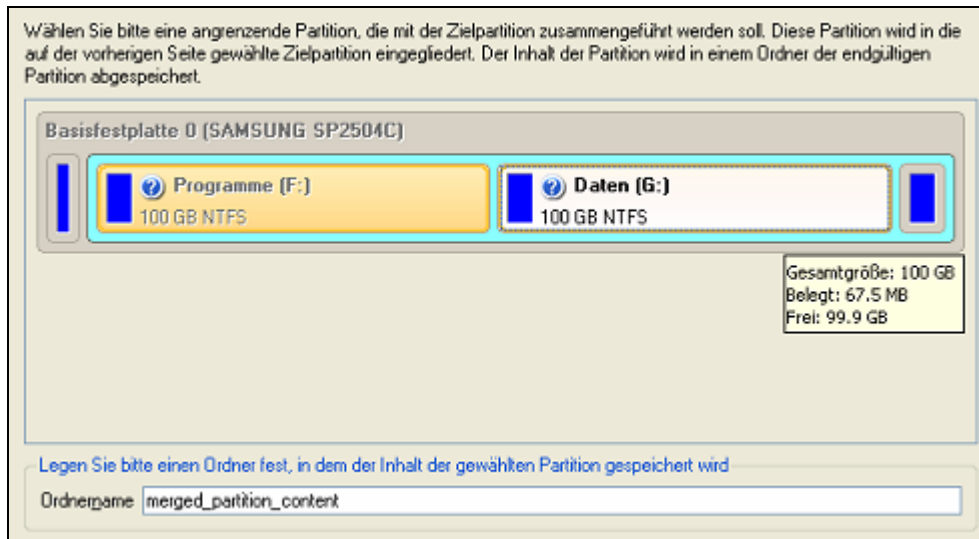 Wählen Sie bitte eine angrenzende Partition, die mit der Zielpartition zusammengeführt werden soll. Diese Partition wird in die
auf der vorherigen Seite gewählte Zielpartition eingegliedert. Der Inhalt der Partition wird in einem Ordner der endgültigen
Partition abgespeichert.
Basisfestplatte 0 (SAMSUNG SP2504C)
Programme (F:)
100 GB NTFS
Daten (G:)
100 GB NTFS
Gesamtgröße: 100 GB
Belegt: 67.5 MB
Frei: 99.9 GB
Legen Sie bitte einen Ordner fest, in dem der Inhalt der gewählten Partition gespeichert wird
Ordnername merged_partition_content